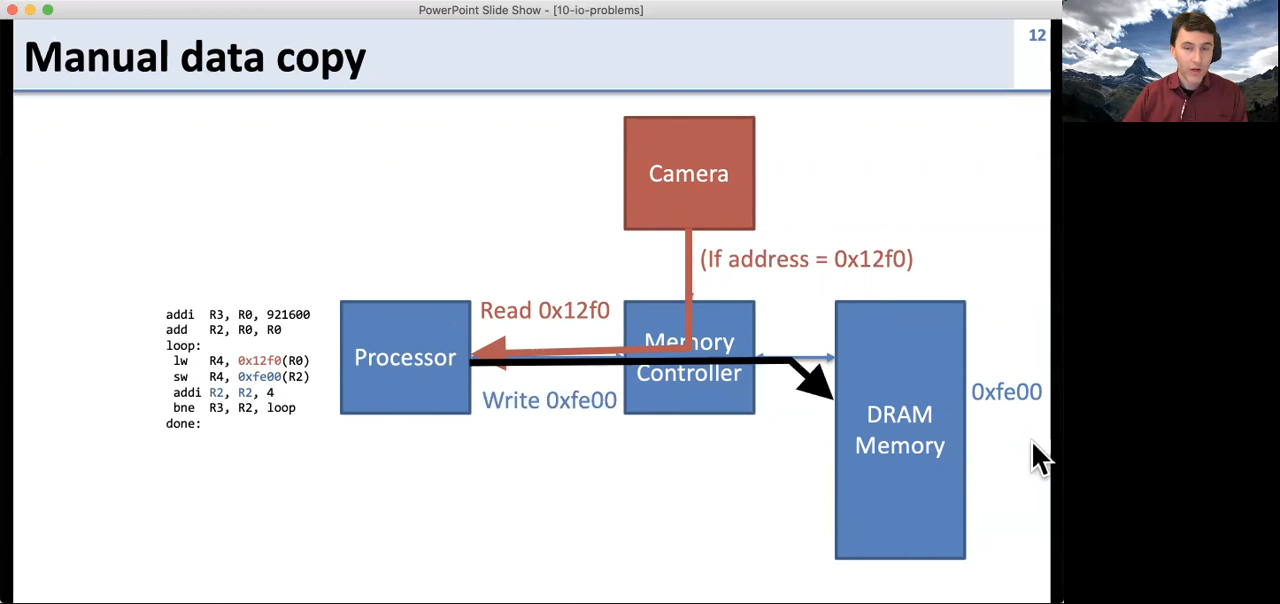 PowerPoint Slide Show - [10-io-problems]
Manual data copy
12
Camera
(If address = 0x12f0)
Read 0x12f0
addi R3, R0, 921600
add R2, R0, R0
loop:
lw R4, 0x12f0(R0)
sw R4, 0xfe00(R2)
addi R2, R2, 4
bne R3, R2, loop
done:
Processor
Memory
Controller
Write 0xfe00
0xfe00
DRAM
Memory